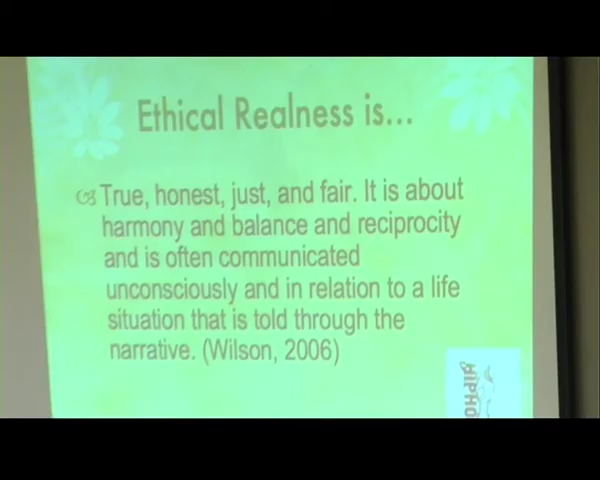 Ethical Realness is...
True, honest, just, and fair. It is about
harmony and balance and reciprocity
and is often communicated
unconsciously and in relation to a life
situation that is told through the
narrative. (Wilson, 2006)